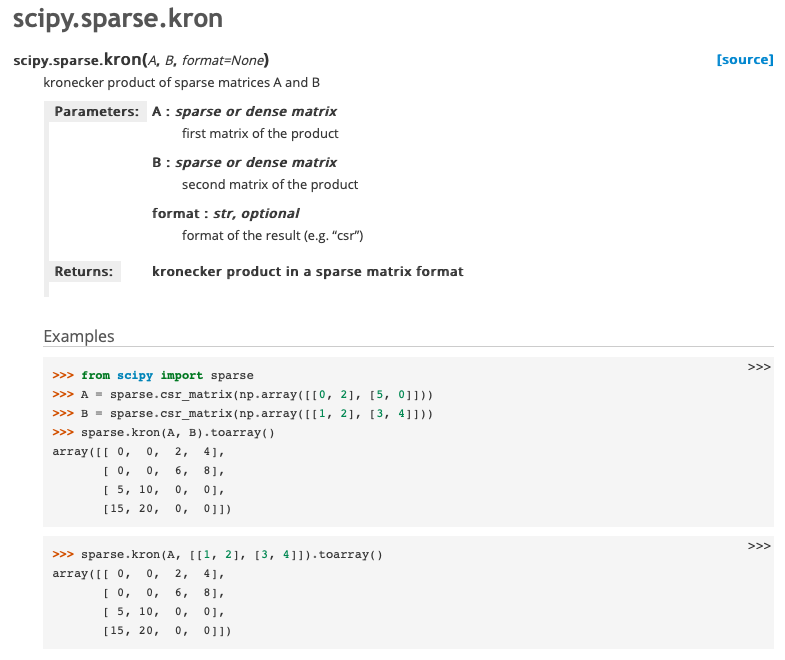 scipy.sparse.kron
scipy.sparse.kron(A, B, format=None) [source]
kronecker product of sparse matrices A and B
Parameters: A : sparse or dense matrix
first matrix of the product
B : sparse or dense matrix
second matrix of the product
format : str, optional
format of the result (e.g. “csr”)
Returns: kronecker product in a sparse matrix format
Examples
>>>
>>> from scipy import sparse
>>> A = sparse.csr_matrix(np.array([[0, 2], [5, 0]]))
>>> B = sparse.csr_matrix(np.array([[1, 2], [3, 4]]))
>>> sparse.kron(A, B).toarray()
array([[ 0,  0,  2,  4],
       [ 0,  0,  6,  8],
       [ 5, 10,  0,  0],
       [15, 20,  0,  0]])
>>>
>>> sparse.kron(A, [[1, 2], [3, 4]]).toarray()
array([[ 0,  0,  2,  4],
       [ 0,  0,  6,  8],
       [ 5, 10,  0,  0],
       [15, 20,  0,  0]])